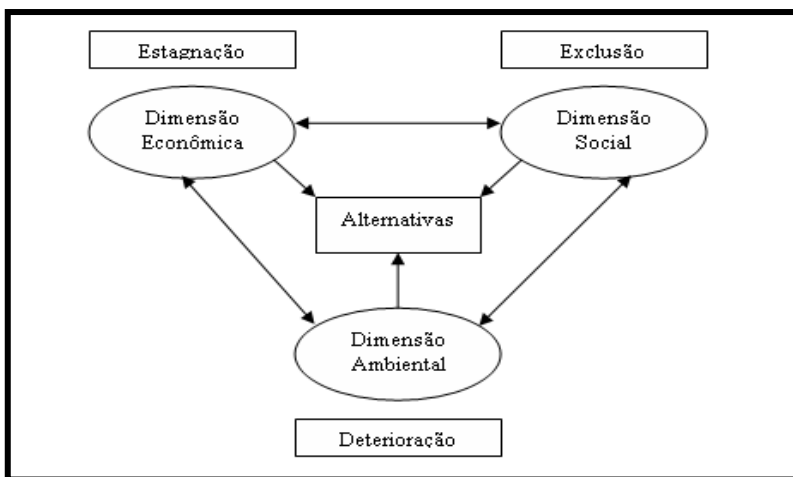 Estagnação
Exclusão
Dimensão
Econômica
Dimensão
Social
Alternativas
Dimensão
Ambiental
Deterioração